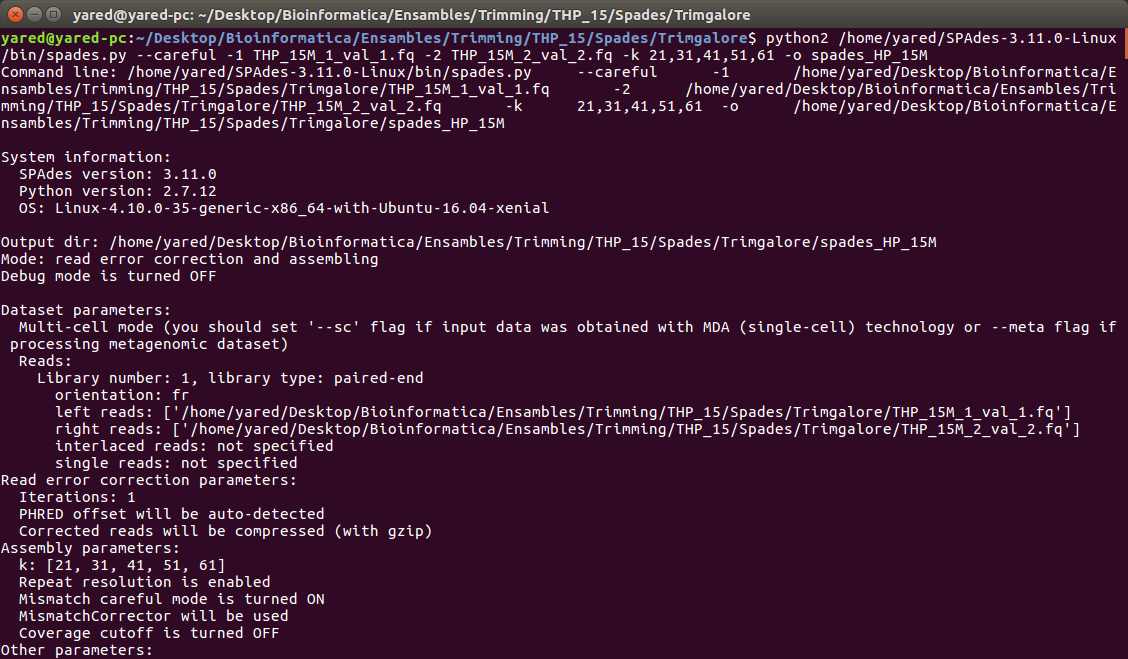 yared@yared-pc: ~/Desktop/Bioinformatica/Ensambles/Trimming/THP_15/Spades/Trimgalore
yared@yared-pc:~/Desktop/Bioinformatica/Ensambles/Trimming/THP_15/Spades/Trimgalore$ python2 /home/yared/SPAdes-3.11.0-Linux
/bin/spades.py --careful -1 THP_15M_1_val_1.fq -2 THP_15M_2_val_2.fq -k 21,31,41,51,61 -o spades_HP_15M
Command line: /home/yared/SPAdes-3.11.0-Linux/bin/spades.py     --careful      -1       /home/yared/Desktop/Bioinformatica/E
nsambles/Trimming/THP_15/Spades/Trimgalore/THP_15M_1_val_1.fq       -2      /home/yared/Desktop/Bioinformatica/Ensambles/Tri
mming/THP_15/Spades/Trimgalore/THP_15M_2_val_2.fq       -k      21,31,41,51,61  -o      /home/yared/Desktop/Bioinformatica/E
nsambles/Trimming/THP_15/Spades/Trimgalore/spades_HP_15M
System information:
  SPAdes version: 3.11.0
  Python version: 2.7.12
  OS: Linux-4.10.0-35-generic-x86_64-with-Ubuntu-16.04-xenial
Output dir: /home/yared/Desktop/Bioinformatica/Ensambles/Trimming/THP_15/Spades/Trimgalore/spades_HP_15M
Mode: read error correction and assembling
Debug mode is turned OFF
Dataset parameters:
  Multi-cell mode (you should set '--sc' flag if input data was obtained with MDA (single-cell) technology or --meta flag if
 processing metagenomic dataset)
  Reads:
    Library number: 1, library type: paired-end
      orientation: fr
      left reads: ['/home/yared/Desktop/Bioinformatica/Ensambles/Trimming/THP_15/Spades/Trimgalore/THP_15M_1_val_1.fq']
      right reads: ['/home/yared/Desktop/Bioinformatica/Ensambles/Trimming/THP_15/Spades/Trimgalore/THP_15M_2_val_2.fq']
      interlaced reads: not specified
      single reads: not specified
Read error correction parameters:
  Iterations: 1
  PHRED offset will be auto-detected
  Corrected reads will be compressed (with gzip)
Assembly parameters:
  k: [21, 31, 41, 51, 61]
  Repeat resolution is enabled
  Mismatch careful mode is turned ON
  MismatchCorrector will be used
  Coverage cutoff is turned OFF
Other parameters: